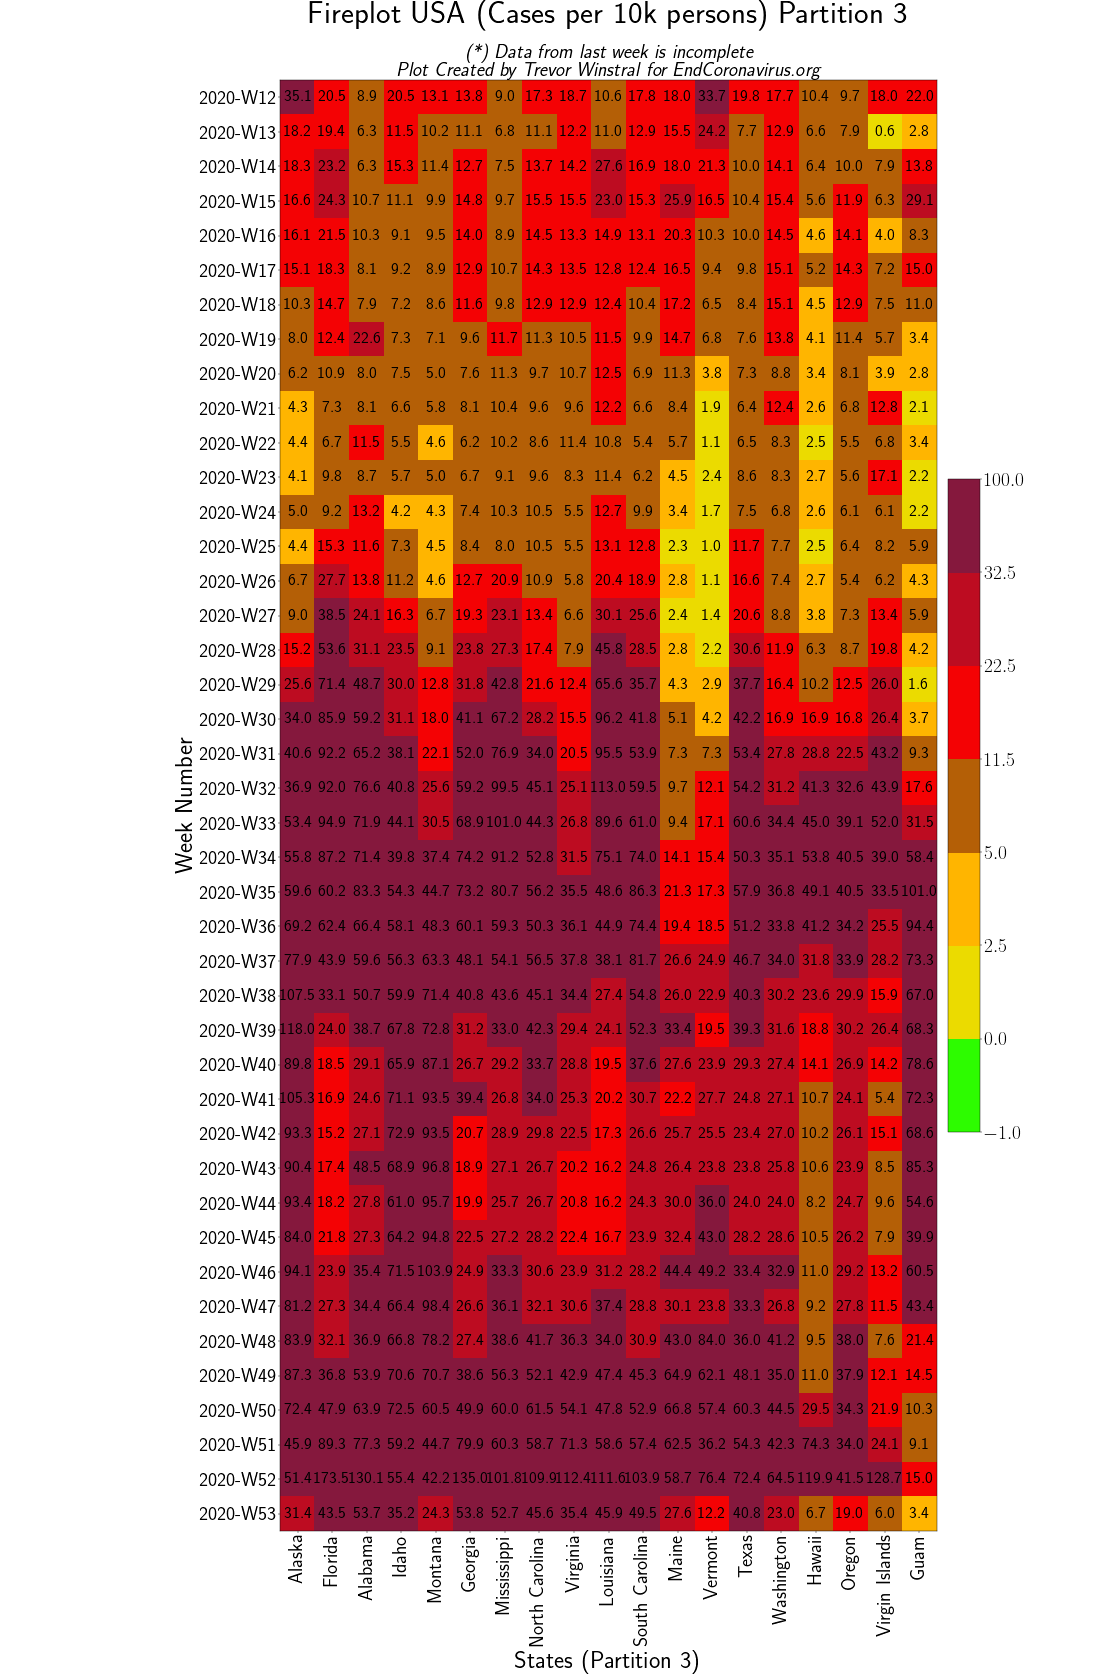 Fireplot USA (Cases per 10k persons) Partition 3
(*) Data from last week is incomplete
Plot Created by Trevor Winstral for EndCoronavirus.org
2020-W12 35.1 20.5 8.9 20.5 13.1 13.8 9.0 17.3 18.7 10.6 17.8 18.0 33.7 19.8 17.7 10.4 9.7 18.0 22.0
2020-W13 18.2 19.4 6.3 11.5 10.2 11.1 6.8 11.1 12.2 11.0 12.9 15.5 24.2 7.7 12.9 6.6 7.9 0.6 2.8
2020-W14 18.3 23.2 6.3 15.3 11.4 12.7 7.5 13.7 14.2 27.6 16.9 18.0 21.3 10.0 14.1 6.4 10.0 7.9 13.8
2020-W15 16.6 24.3 10.7 11.1 9.9 14.8 9.7 15.5 15.5 23.0 15.3 25.9 16.5 10.4 15.4 5.6 11.9 6.3 29.1
2020-W16 16.1 21.5 10.3 9.1 9.5 14.0 8.9 14.5 13.3 14.9 13.1 20.3 10.3 10.0 14.5 4.6 14.1 4.0 8.3
2020-W17 15.1 18.3 8.1 9.2 8.9 12.9 10.7 14.3 13.5 12.8 12.4 16.5 9.4 9.8 15.1 5.2 14.3 7.2 15.0
2020-W18 10.3 14.7 7.9 7.2 8.6 11.6 9.8 12.9 12.9 12.4 10.4 17.2 6.5 8.4 15.1 4.5 12.9 7.5 11.0
2020-W19 8.0 12.4 22.6 7.3 7.1 9.6 11.7 11.3 10.5 11.5 9.9 14.7 6.8 7.6 13.8 4.1 11.4 5.7 3.4
2020-W20 6.2 10.9 8.0 7.5 5.0 7.6 11.3 9.7 10.7 12.5 6.9 11.3 3.8 7.3 8.8 3.4 8.1 3.9 2.8
2020-W21 4.3 7.3 8.1 6.6 5.8 8.1 10.4 9.6 9.6 12.2 6.6 8.4 1.9 6.4 12.4 2.6 6.8 12.8 2.1
2020-W22 4.4 6.7 11.5 5.5 4.6 6.2 10.2 8.6 11.4 10.8 5.4 5.7 1.1 6.5 8.3 2.5 5.5 6.8 3.4
2020-W23 4.1 9.8 8.7 5.7 5.0 6.7 9.1 9.6 8.3 11.4 6.2 4.5 2.4 8.6 8.3 2.7 5.6 17.1 2.2
2020-W24 5.0 9.2 13.2 4.2 4.3 7.4 10.3 10.5 5.5 12.7 9.9 3.4 1.7 7.5 6.8 2.6 6.1 6.1 2.2
2020-W25 4.4 15.3 11.6 7.3 4.5 8.4 8.0 10.5 5.5 13.1 12.8 2.3 1.0 11.7 7.7 2.5 6.4 8.2 5.9
2020-W26 6.7 27.7 13.8 11.2 4.6 12.7 20.9 10.9 5.8 20.4 18.9 2.8 1.1 16.6 7.4 2.7 5.4 6.2 4.3
2020-W27 9.0 38.5 24.1 16.3 6.7 19.3 23.1 13.4 6.6 30.1 25.6 2.4 1.4 20.6 8.8 3.8 7.3 13.4 5.9
2020-W28 15.2 53.6 31.1 23.5 9.1 23.8 27.3 17.4 7.9 45.8 28.5 2.8 2.2 30.6 11.9 6.3 8.7 19.8 4.2
2020-W29 25.6 71.4 48.7 30.0 12.8 31.8 42.8 21.6 12.4 65.6 35.7 4.3 2.9 37.7 16.4 10.2 12.5 26.0 1.6
2020-W30 34.0 85.9 59.2 31.1 18.0 41.1 67.2 28.2 15.5 96.2 41.8 5.1 4.2 42.2 16.9 16.9 16.8 26.4 3.7
2020-W31 40.6 92.2 65.2 38.1 22.1 52.0 76.9 34.0 20.5 95.5 53.9 7.3 7.3 53.4 27.8 28.8 22.5 43.2 9.3
2020-W32 36.9 92.0 76.6 40.8 25.6 59.2 99.5 45.1 25.1 113.0 59.5 9.7 12.1 54.2 31.2 41.3 32.6 43.9 17.6
2020-W33 53.4 94.9 71.9 44.1 30.5 68.9 101.0 44.3 26.8 89.6 61.0 9.4 17.1 60.6 34.4 45.0 39.1 52.0 31.5
2020-W34 55.8 87.2 71.4 39.8 37.4 74.2 91.2 52.8 31.5 75.1 74.0 14.1 15.4 50.3 35.1 53.8 40.5 39.0 58.4
2020-W35 59.6 60.2 83.3 54.3 44.7 73.2 80.7 56.2 35.5 48.6 86.3 21.3 17.3 57.9 36.8 49.1 40.5 33.5 101.0
2020-W36 69.2 62.4 66.4 58.1 48.3 60.1 59.3 50.3 36.1 44.9 74.4 19.4 18.5 51.2 33.8 41.2 34.2 25.5 94.4
2020-W37 77.9 43.9 59.6 56.3 63.3 48.1 54.1 56.5 37.8 38.1 81.7 26.6 24.9 46.7 34.0 31.8 33.9 28.2 73.3
2020-W38 107.5 33.1 50.7 59.9 71.4 40.8 43.6 45.1 34.4 27.4 54.8 26.0 22.9 40.3 30.2 23.6 29.9 15.9 67.0
2020-W39 118.0 24.0 38.7 67.8 72.8 31.2 33.0 42.3 29.4 24.1 52.3 33.4 19.5 39.3 31.6 18.8 30.2 26.4 68.3
2020-W40 89.8 18.5 29.1 65.9 87.1 26.7 29.2 33.7 28.8 19.5 37.6 27.6 23.9 29.3 27.4 14.1 26.9 14.2 78.6
2020-W41 105.3 16.9 24.6 71.1 93.5 39.4 26.8 34.0 25.3 20.2 30.7 22.2 27.7 24.8 27.1 10.7 24.1 5.4 72.3
2020-W42 93.3 15.2 27.1 72.9 93.5 20.7 28.9 29.8 22.5 17.3 26.6 25.7 25.5 23.4 27.0 10.2 26.1 15.1 68.6
2020-W43 90.4 17.4 48.5 68.9 96.8 18.9 27.1 26.7 20.2 16.2 24.8 26.4 23.8 23.8 25.8 10.6 23.9 8.5 85.3
2020-W44 93.4 18.2 27.8 61.0 95.7 19.9 25.7 26.7 20.8 16.2 24.3 30.0 36.0 24.0 24.0 8.2 24.7 9.6 54.6
2020-W45 84.0 21.8 27.3 64.2 94.8 22.5 27.2 28.2 22.4 16.7 23.9 32.4 43.0 28.2 28.6 10.5 26.2 7.9 39.9
2020-W46 94.1 23.9 35.4 71.5 103.9 24.9 33.3 30.6 23.9 31.2 28.2 44.4 49.2 33.4 32.9 11.0 29.2 13.2 60.5
2020-W47 81.2 27.3 34.4 66.4 98.4 26.6 36.1 32.1 30.6 37.4 28.8 30.1 23.8 33.3 26.8 9.2 27.8 11.5 43.4
2020-W48 83.9 32.1 36.9 66.8 78.2 27.4 38.6 41.7 36.3 34.0 30.9 43.0 84.0 36.0 41.2 9.5 38.0 7.6 21.4
2020-W49 87.3 36.8 53.9 70.6 70.7 38.6 56.3 52.1 42.9 47.4 45.3 64.9 62.1 48.1 35.0 11.0 37.9 12.1 14.5
2020-W50 72.4 47.9 63.9 72.5 60.5 49.9 60.0 61.5 54.1 47.8 52.9 66.8 57.4 60.3 44.5 29.5 34.3 21.9 10.3
2020-W51 45.9 89.3 77.3 59.2 44.7 79.9 60.3 58.7 71.3 58.6 57.4 62.5 36.2 54.3 42.3 74.3 34.0 24.1 9.1
2020-W52 51.4 173.5 130.1 55.4 42.2 135.0 101.8 109.9 112.4 111.6 103.9 58.7 76.4 72.4 64.5 119.9 41.5 128.7 15.0
2020-W53 31.4 43.5 53.7 35.2 24.3 53.8 52.7 45.6 35.4 45.9 49.5 27.6 12.2 40.8 23.0 6.7 19.0 6.0 3.4
Week Number
Alaska
Florida
Alabama
Idaho
Montana
Georgia
Mississippi
North Carolina
Virginia
Louisiana
South Carolina
Maine
Vermont
Texas
Washington
Hawaii
Oregon
Virgin Islands
Guam
States (Partition 3)
100.0
32.5
22.5
11.5
5.0
2.5
0.0
−1.0